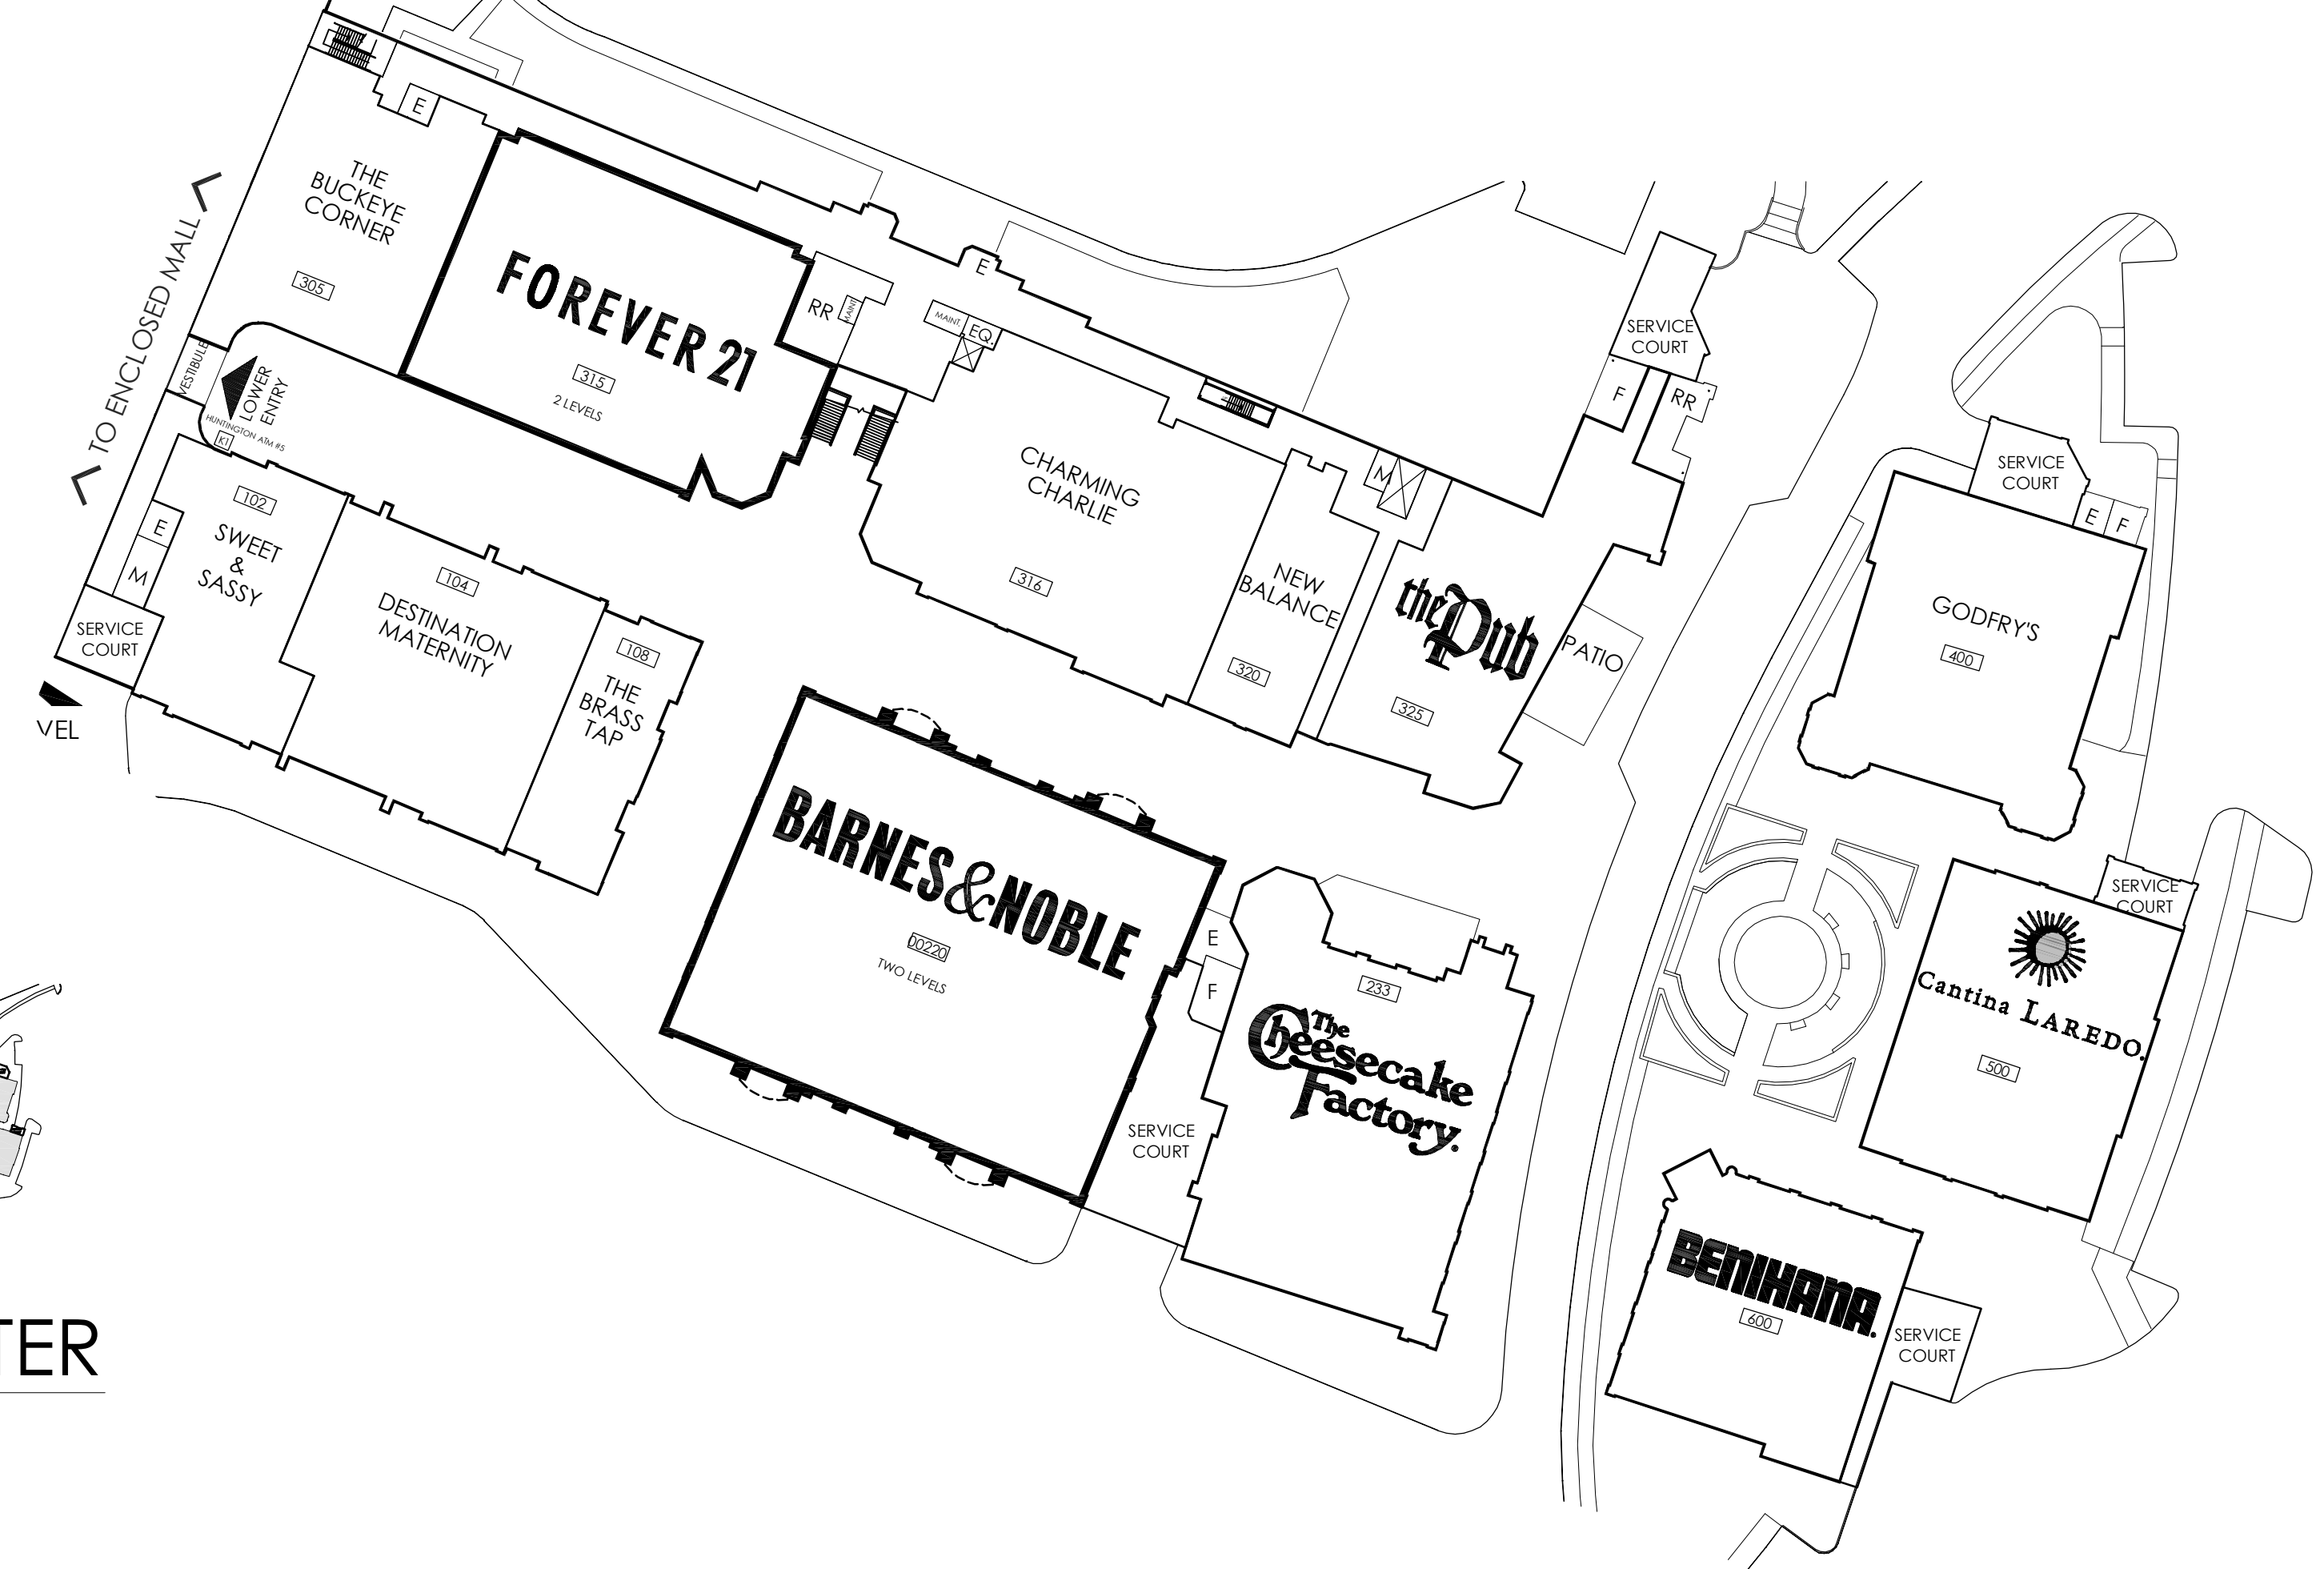 E
THE
BUCKEYE
CORNER
305
< TO ENCLOSED MALL <
VESTIBULE
LOWER
ENTRY
HUNTINGTON ATM #5
K1
FOREVER 21
315
2 LEVELS
RR
MAINT.
E
MAINT.
EQ.
CHARMING
CHARLIE
316
NEW
BALANCE
320
M
the Pub
325
PATIO
SERVICE
COURT
F
RR
102
SWEET
&
SASSY
E
M
SERVICE
COURT
VEL
104
DESTINATION
MATERNITY
108
THE
BRASS
TAP
BARNES&NOBLE
00220
TWO LEVELS
E
F
SERVICE
COURT
233
The
Cheesecake
Factory.
SERVICE
COURT
E F
GODFRY'S
400
SERVICE
COURT
Cantina LAREDO.
500
BENIHANA.
600
SERVICE
COURT
TER